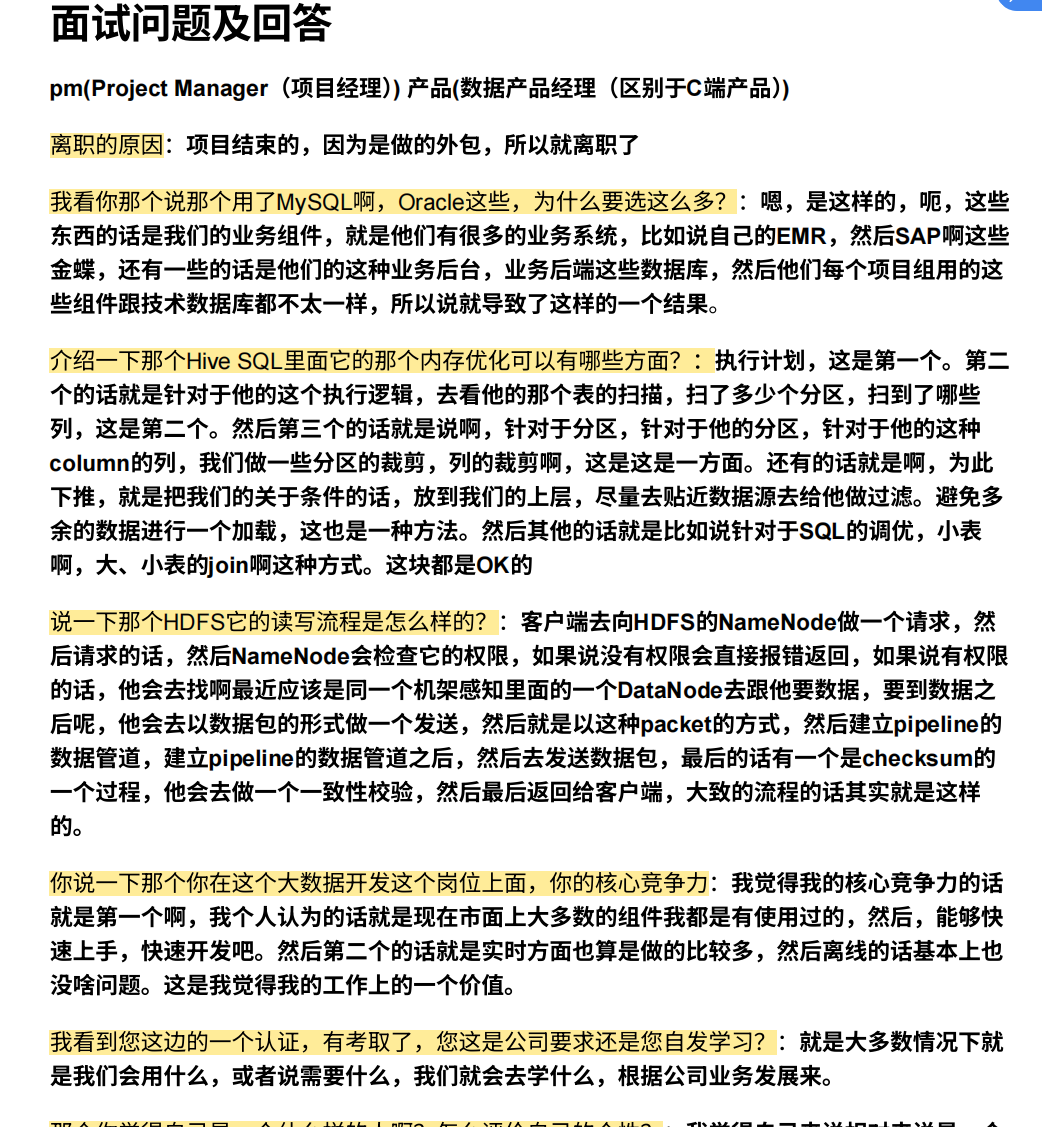 面试问题及回答
pm(Project Manager（项目经理）) 产品(数据产品经理（区别于C端产品）)
离职的原因：项目结束的，因为是做的外包，所以就离职了
我看你那个说那个用了MySQL啊，Oracle这些，为什么要选这么多？：嗯，是这样的，呃，这些
东西的话是我们的业务组件，就是他们有很多的业务系统，比如说自己的EMR，然后SAP啊这些
金蝶，还有一些的话是他们的这种业务后台，业务后端这些数据库，然后他们每个项目组用的这
些组件跟技术数据库都不太一样，所以说就导致了这样的一个结果。
介绍一下那个Hive SQL里面它的那个内存优化可以有哪些方面？：执行计划，这是第一个。第二
个的话就是针对于他的这个执行逻辑，去看他的那个表的扫描，扫了多少个分区，扫到了哪些
列，这是第二个。然后第三个的话就是说啊，针对于分区，针对于他的分区，针对于他的这种
column的列，我们做一些分区的裁剪，列的裁剪啊，这是这是一方面。还有的话就是啊，为此
下推，就是把我们的关于条件的话，放到我们的上层，尽量去贴近数据源去给他做过滤。避免多
余的数据进行一个加载，这也是一种方法。然后其他的话就是比如说针对于SQL的调优，小表
啊，大、小表的join啊这种方式。这块都是OK的
说一下那个HDFS它的读写流程是怎么样的？：客户端去向HDFS的NameNode做一个请求，然
后请求的话，然后NameNode会检查它的权限，如果说没有权限会直接报错返回，如果说有权限
的话，他会去找啊最近应该是同一个机架感知里面的一个DataNode去跟他要数据，要到数据之
后呢，他会去以数据包的形式做一个发送，然后就是以这种packet的方式，然后建立pipeline的
数据管道，建立pipeline的数据管道之后，然后去发送数据包，最后的话有一个是checksum的
一个过程，他会去做一个一致性校验，然后最后返回给客户端，大致的流程的话其实就是这样
的。
你说一下那个你在这个大数据开发这个岗位上面，你的核心竞争力：我觉得我的核心竞争力的话
就是第一个啊，我个人认为的话就是现在市面上大多数的组件我都是有使用过的，然后，能够快
速上手，快速开发吧。然后第二个的话就是实时方面也算是做的比较多，然后离线的话基本上也
没啥问题。这是我觉得我的工作上的一个价值。
我看到您这边的一个认证，有考取了，您这是公司要求还是您自发学习？：就是大多数情况下就
是我们会用什么，或者说需要什么，我们就会去学什么，根据公司业务发展来。